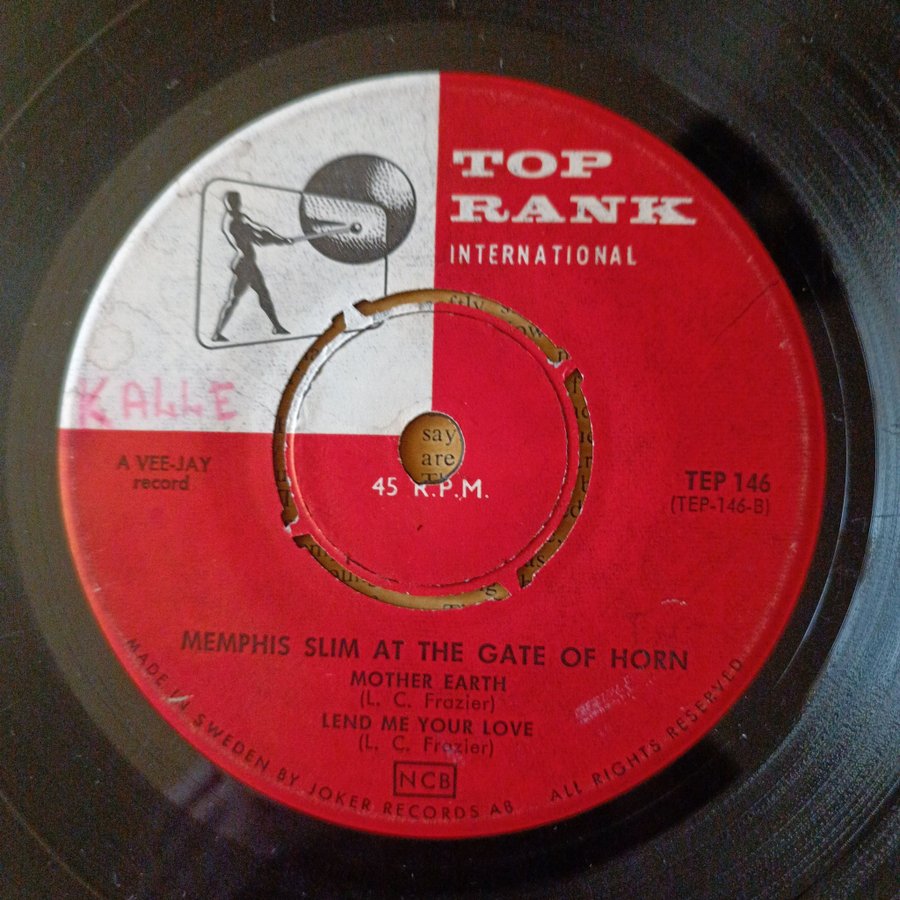 TOP
RANK
INTERNATIONAL
KALLE
A VEE-JAY
record
say
are
45 R.P.M.
TEP 146
(TEP-146-B)
MEMPHIS SLIM AT THE GATE OF HORN
MOTHER EARTH
(L. C. Frazier)
LEND ME YOUR LOVE
(L. C. Frazier)
NCB
MADE IN SWEDEN BY JOKER RECORDS AB ALL RIGHTS RESERVED